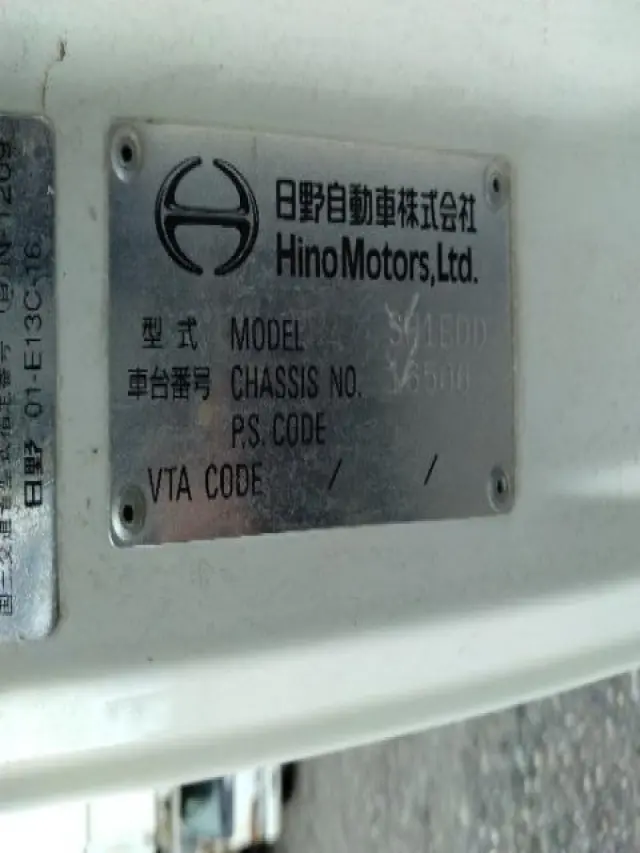 日野自動車株式会社
Hino Motors, Ltd.
型式 MODEL
車台番号 CHASSIS NO.
P.S. CODE
VTA CODE / /
日野 01-E13C-16